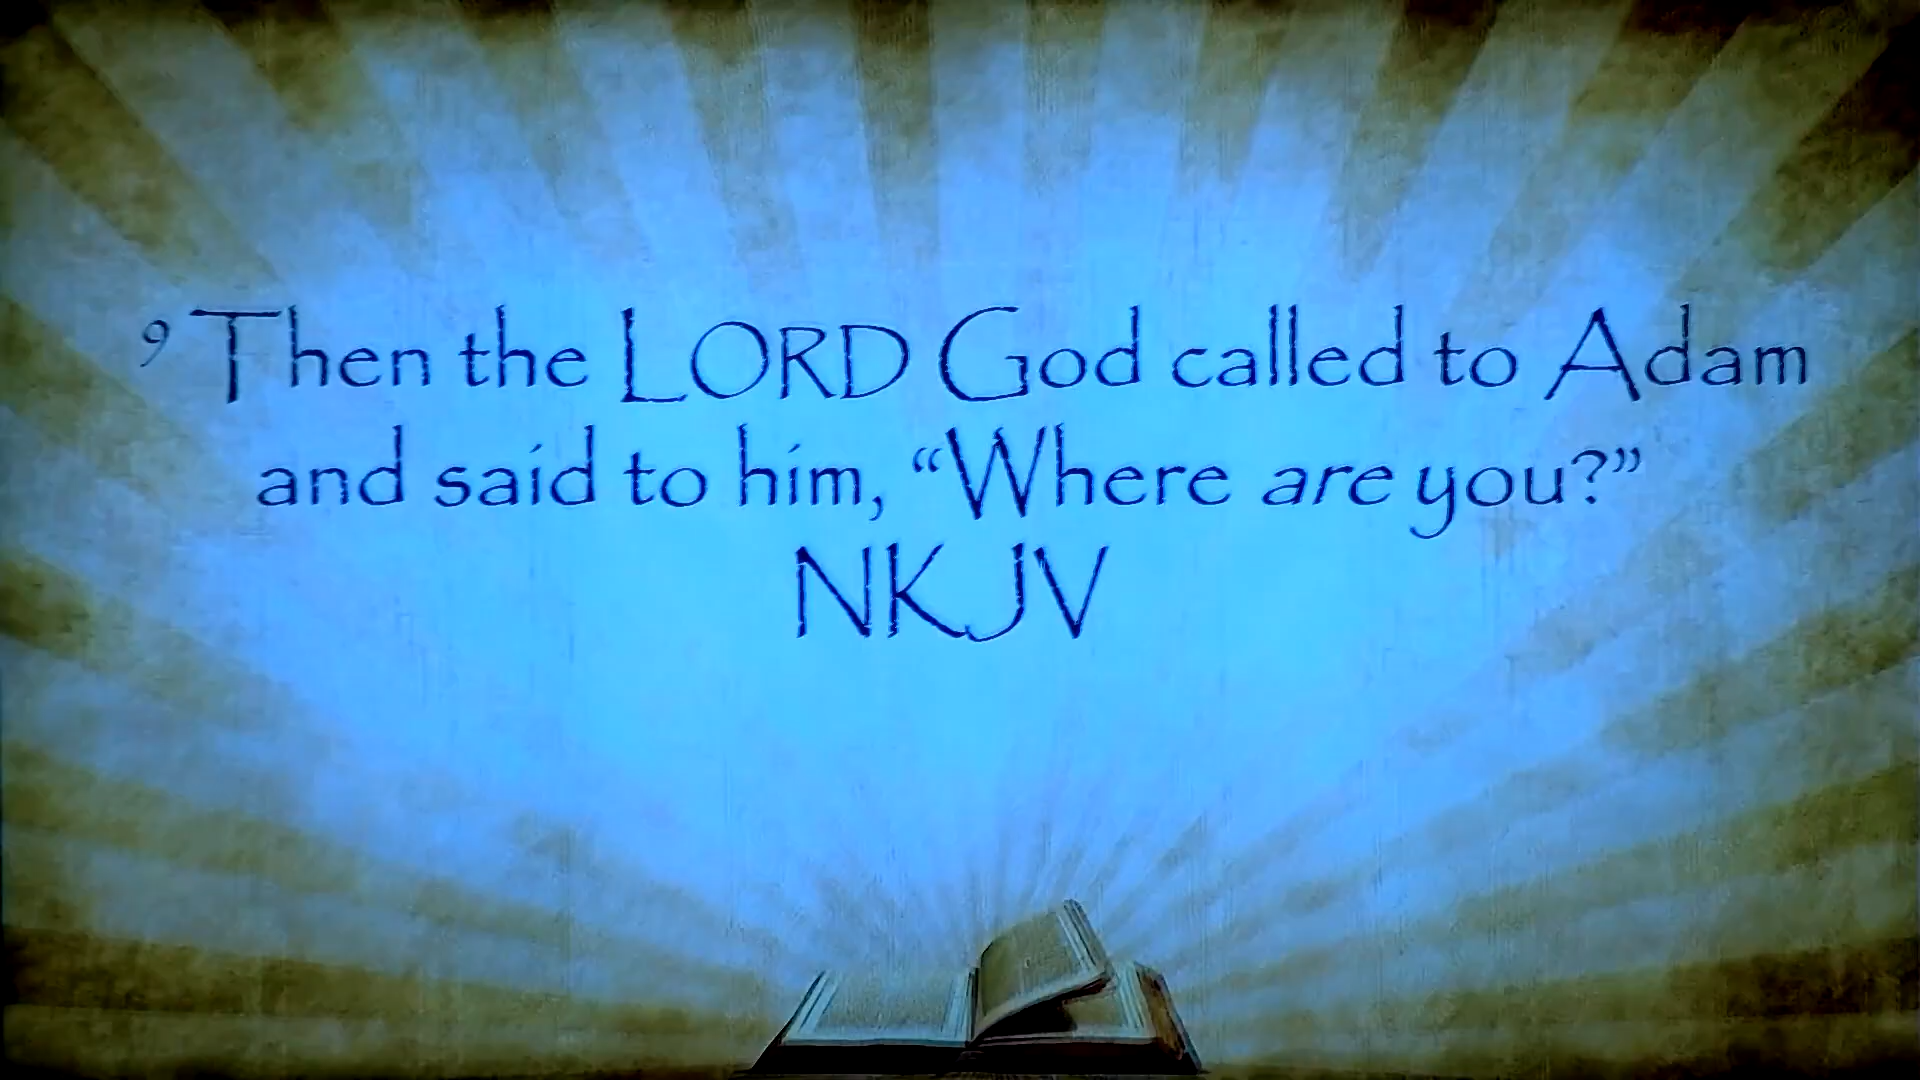 ⁹ Then the LORD God called to Adam
and said to him, “Where are you?”
NKJV